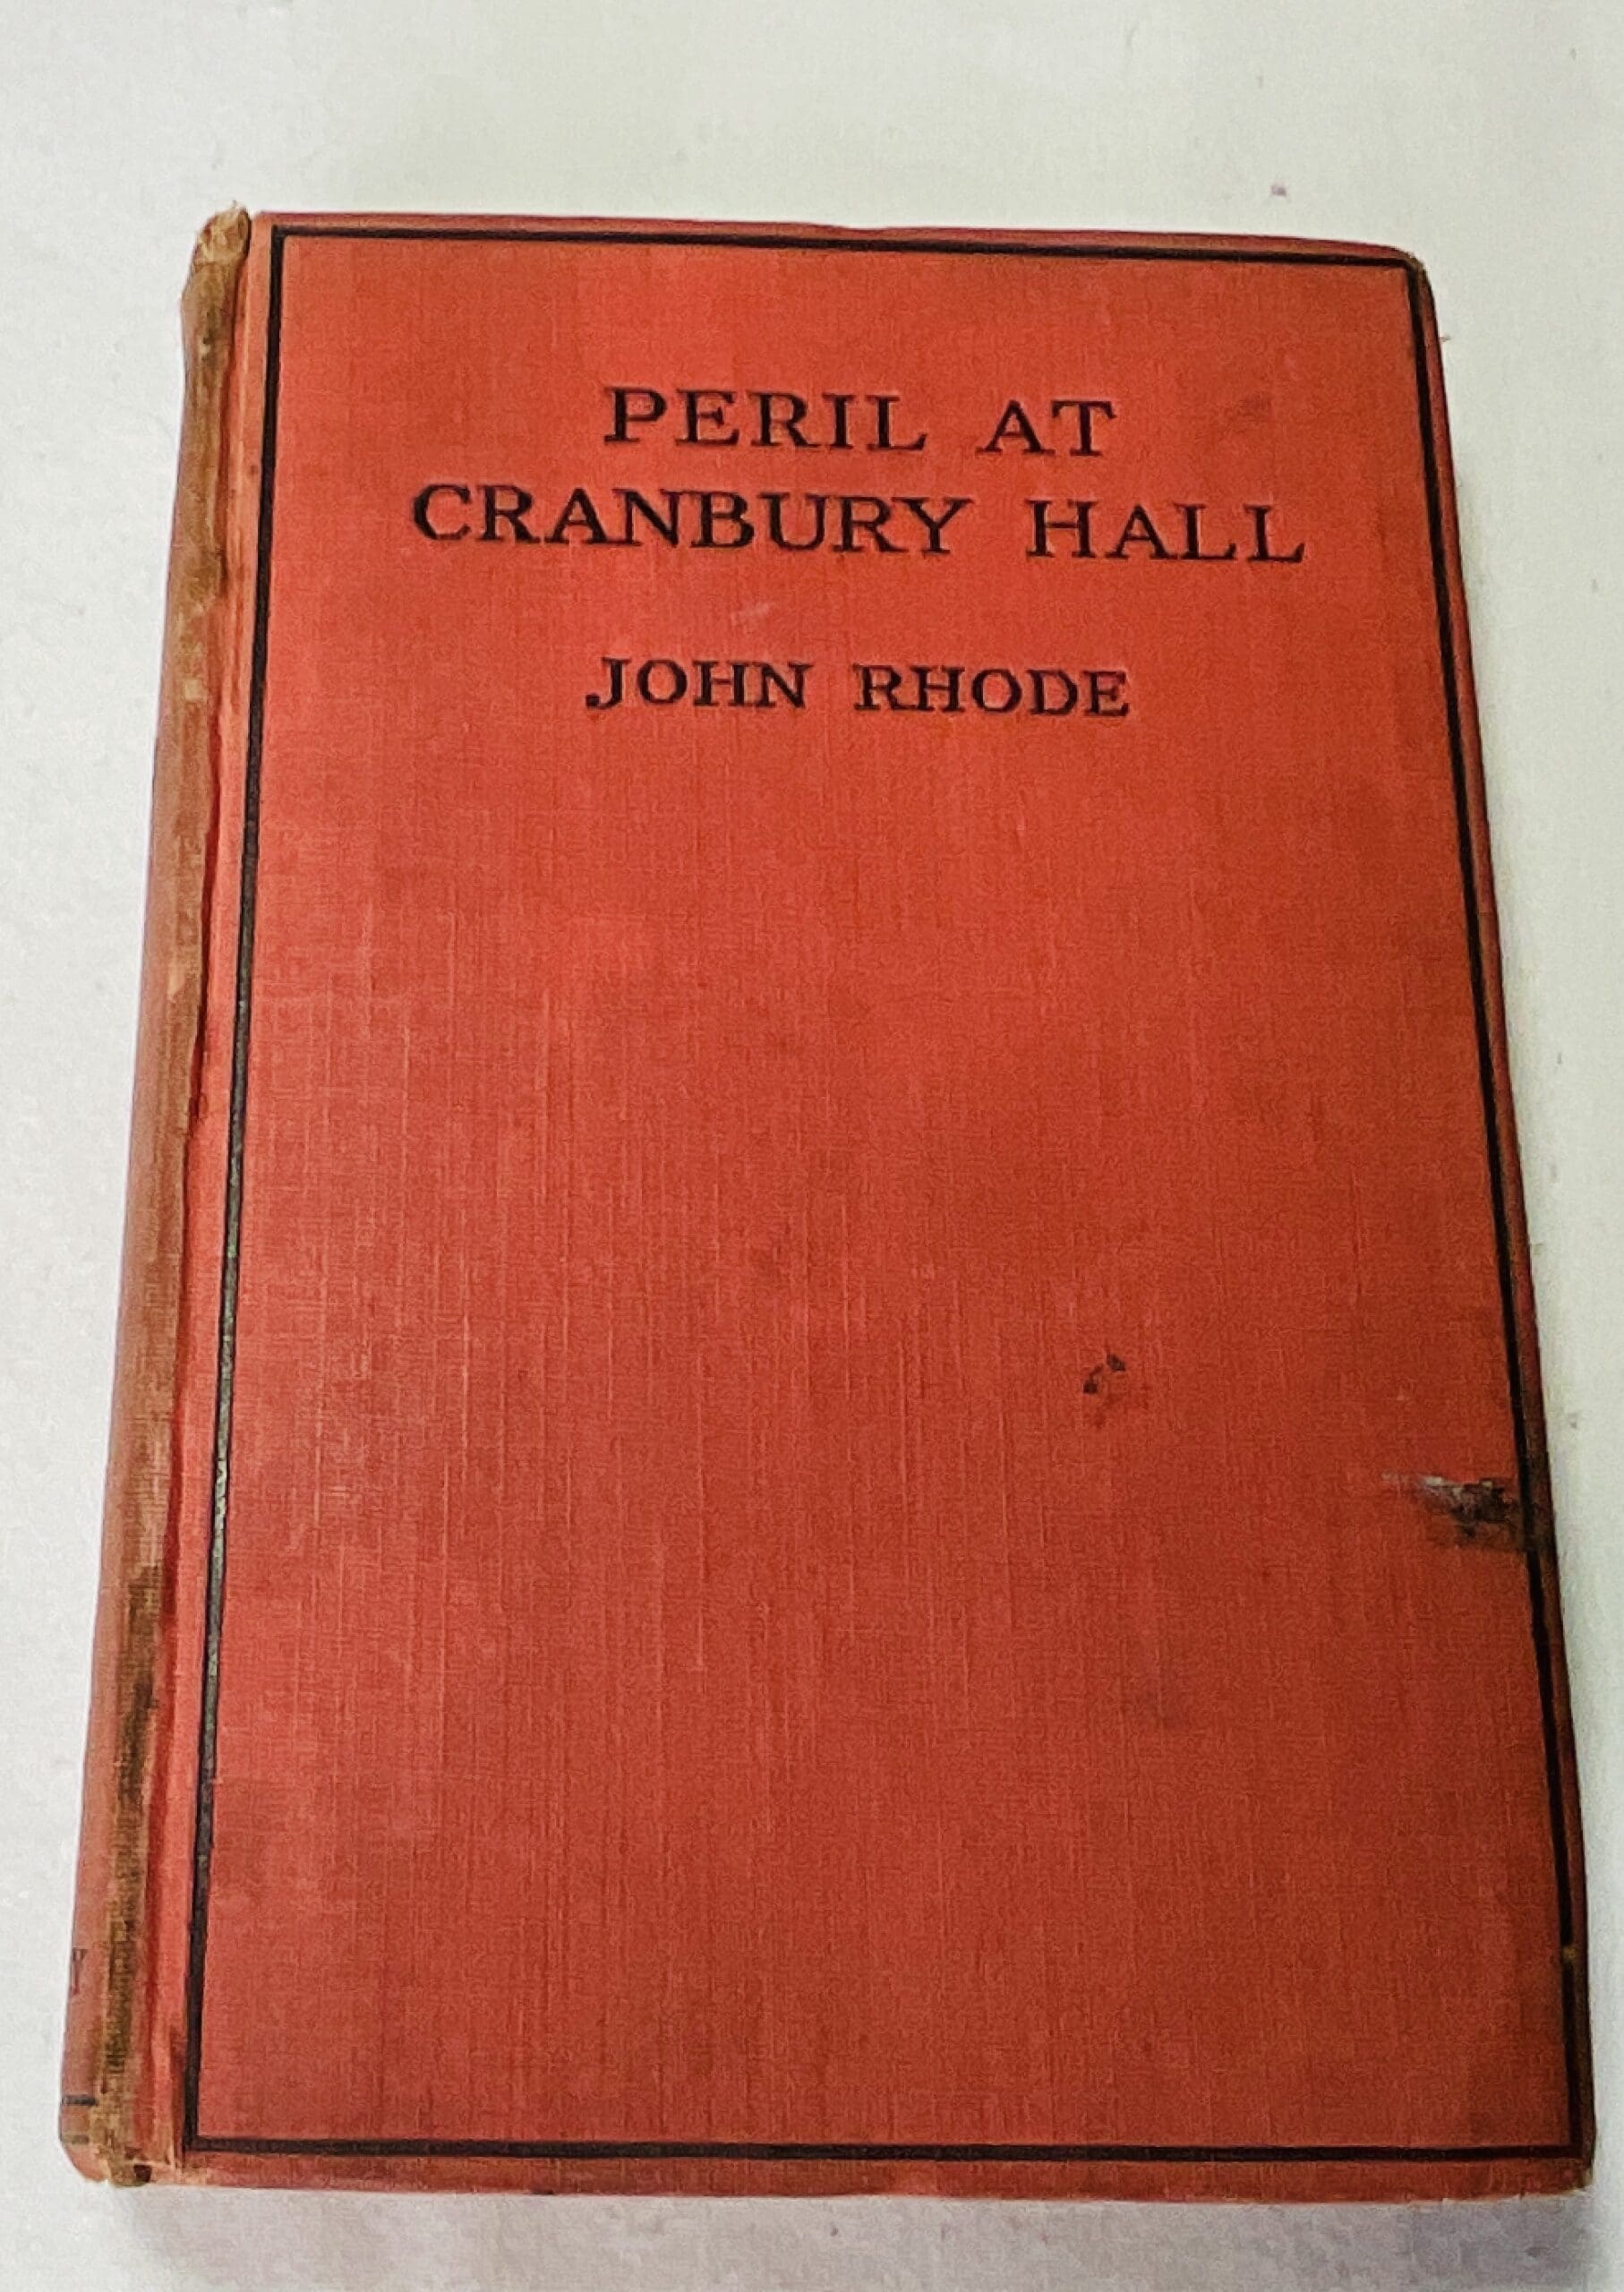 PERIL AT
CRANBURY HALL
JOHN RHODE